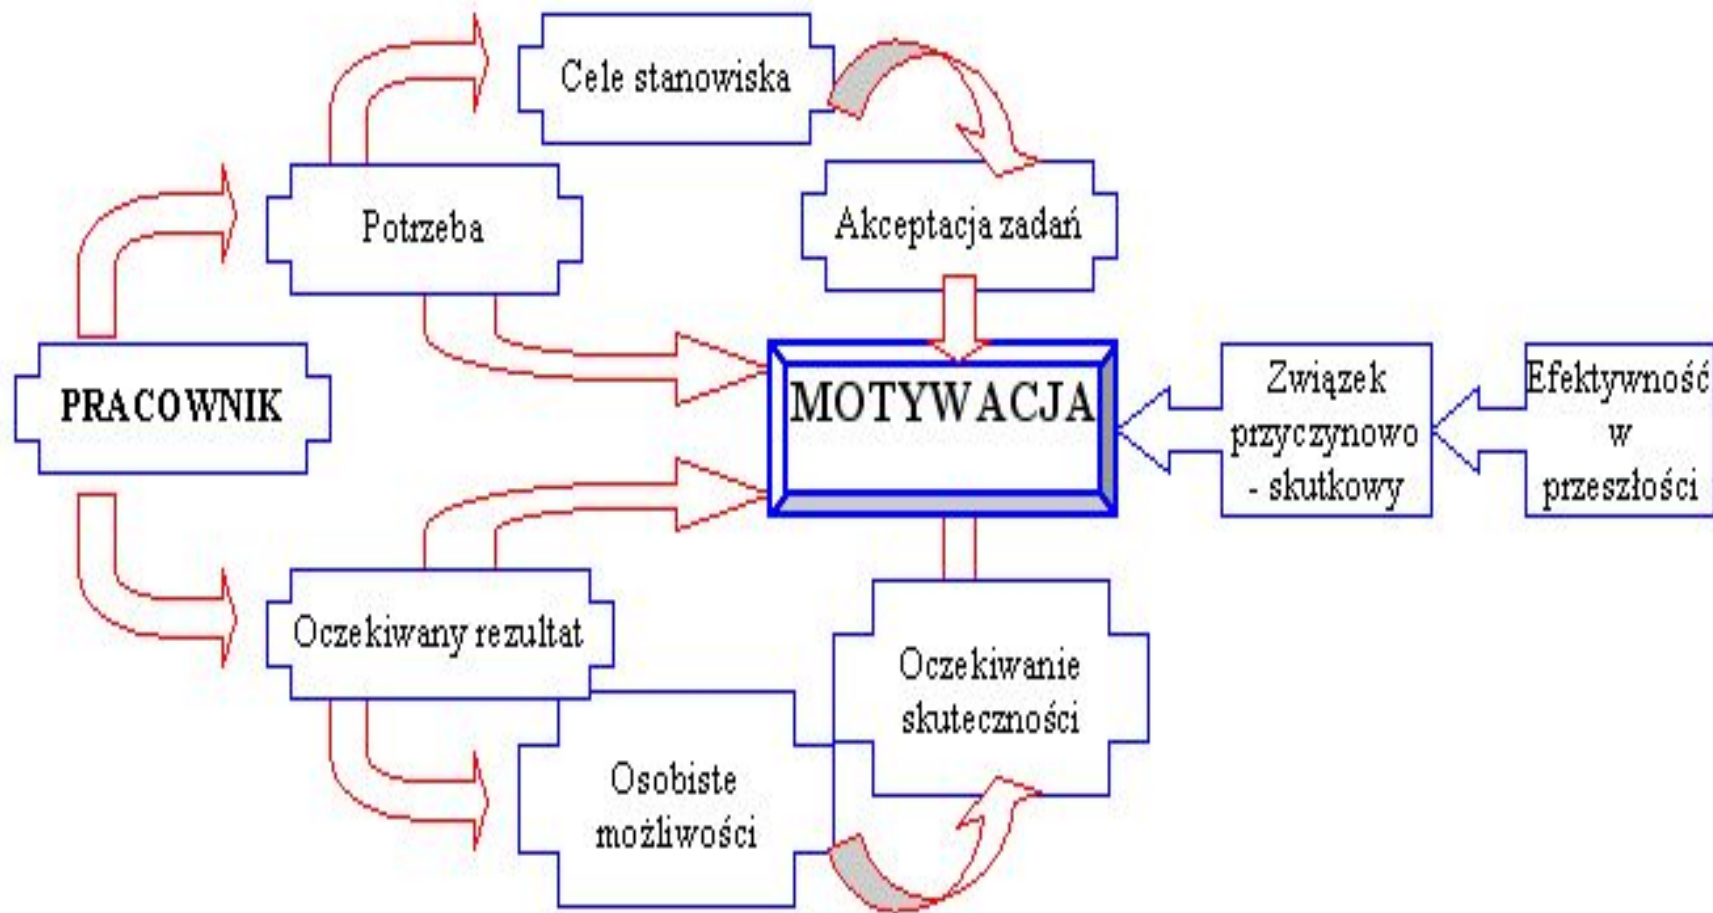 Cele stanowiska
Potrzeba
Akceptacja zadań
PRACOWNIK
MOTYWACJA
Związek
przyczynowo
- skutkowy
Efektywność
w
przeszłości
Oczekiwany rezultat
Oczekiwanie
skuteczności
Osobiste
możliwości